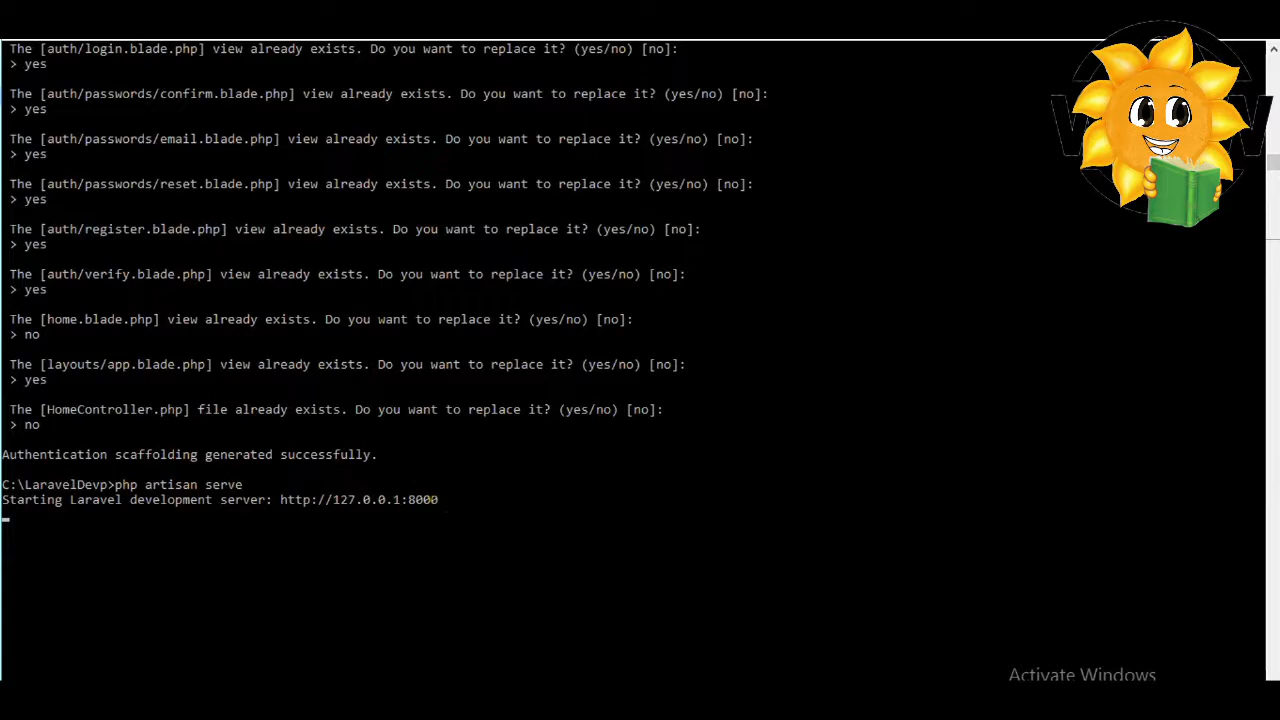 The [auth/login.blade.php] view already exists. Do you want to replace it? (yes/no) [no]:
> yes
The [auth/passwords/confirm.blade.php] view already exists. Do you want to replace it? (yes/no) [no]:
> yes
The [auth/passwords/email.blade.php] view already exists. Do you want to replace it? (yes/no) [no]:
> yes
The [auth/passwords/reset.blade.php] view already exists. Do you want to replace it? (yes/no) [no]:
> yes
The [auth/register.blade.php] view already exists. Do you want to replace it? (yes/no) [no]:
> yes
The [auth/verify.blade.php] view already exists. Do you want to replace it? (yes/no) [no]:
> yes
The [home.blade.php] view already exists. Do you want to replace it? (yes/no) [no]:
> no
The [layouts/app.blade.php] view already exists. Do you want to replace it? (yes/no) [no]:
> yes
The [HomeController.php] file already exists. Do you want to replace it? (yes/no) [no]:
> no
Authentication scaffolding generated successfully.
C:\LaravelDevp>php artisan serve
Starting Laravel development server: http://127.0.0.1:8000
Activate Windows